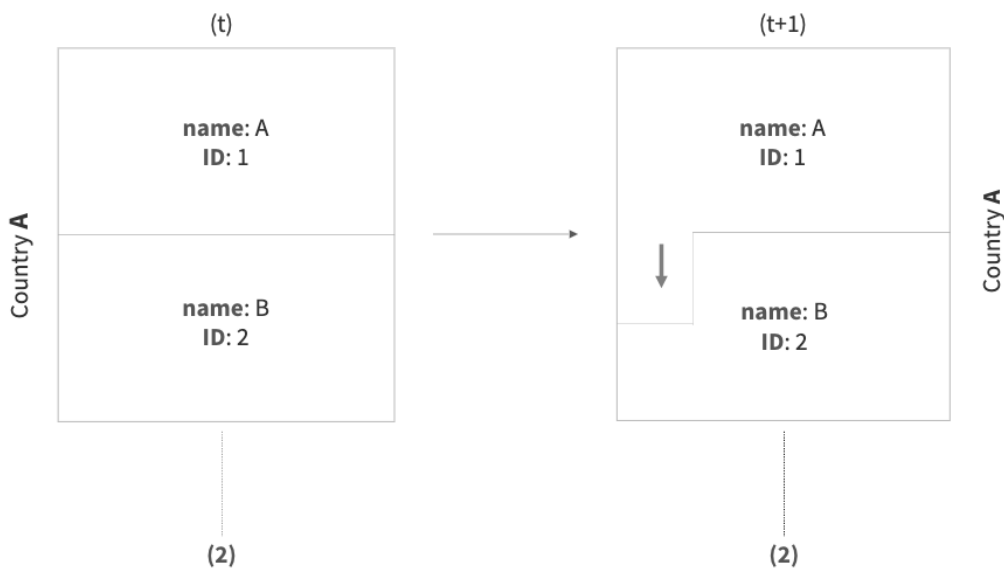 (t)
(t+1)
name: A
ID: 1
name: A
ID: 1
Country A
Country A
name: B
ID: 2
name: B
ID: 2
(2)
(2)